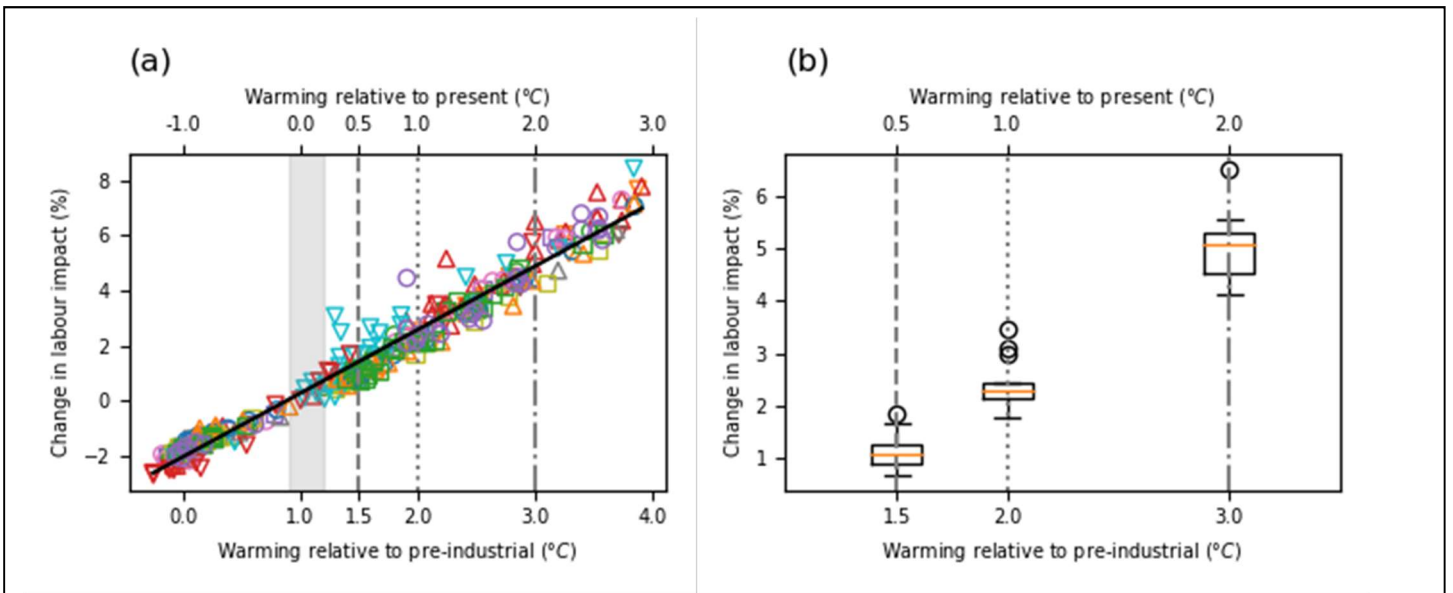 (a)
Warming relative to present (°C)
-1.0 0.0 0.5 1.0 2.0 3.0
Change in labour impact (%)
8
6
4
2
0
−2
0.0 1.0 1.5 2.0 3.0 4.0
Warming relative to pre-industrial (°C)
(b)
Warming relative to present (°C)
0.5 1.0 2.0
Change in labour impact (%)
6
5
4
3
2
1
1.5 2.0 3.0
Warming relative to pre-industrial (°C)